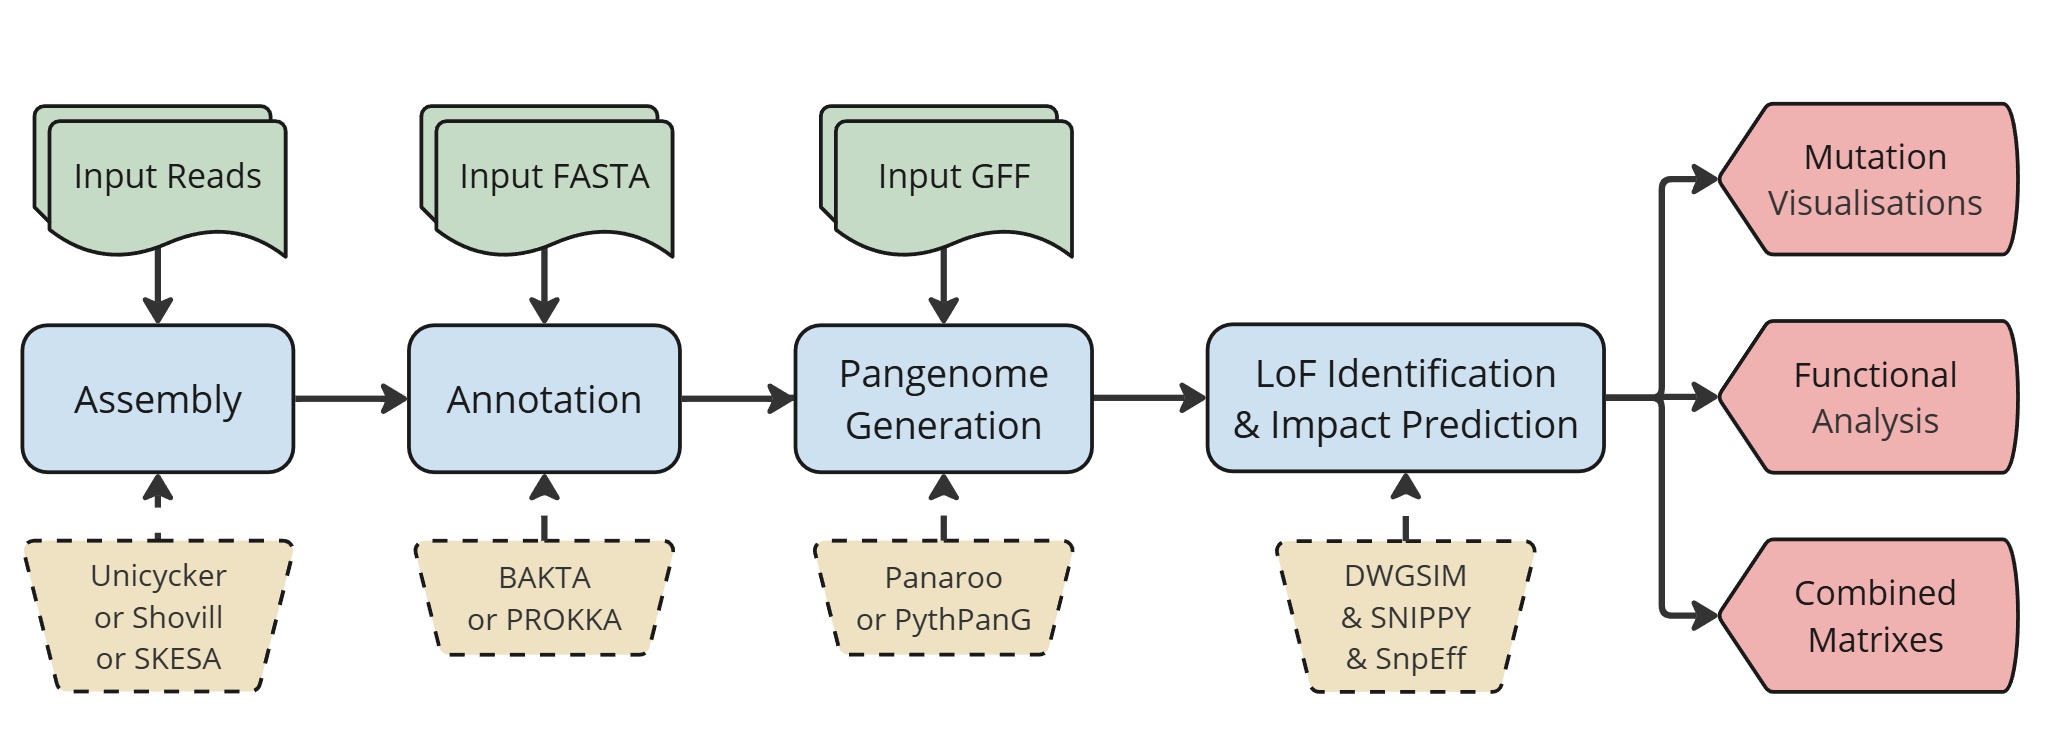 Input Reads
Input FASTA
Input GFF
Assembly
Annotation
Pangenome
Generation
LoF Identification
& Impact Prediction
Unicycker
or Shovill
or SKESA
BAKTA
or PROKKA
Panaroo
or PythPanG
DWGSIM
& SNIPPY
& SnpEff
Mutation
Visualisations
Functional
Analysis
Combined
Matrixes